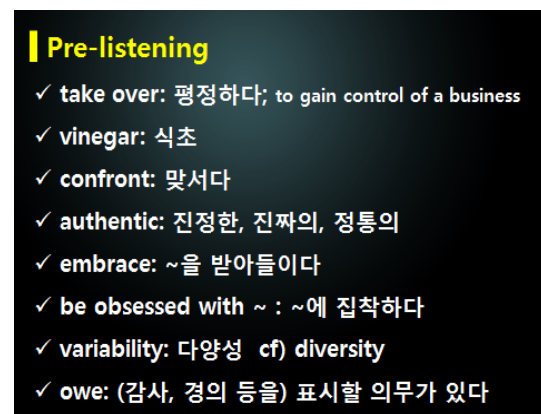 Pre-listening
✓ take over: 평정하다; to gain control of a business
✓ vinegar: 식초
✓ confront: 맞서다
✓ authentic: 진정한, 진짜의, 정통의
✓ embrace: ~을 받아들이다
✓ be obsessed with ~ : ~에 집착하다
✓ variability: 다양성 cf) diversity
✓ owe: (감사, 경의 등을) 표시할 의무가 있다